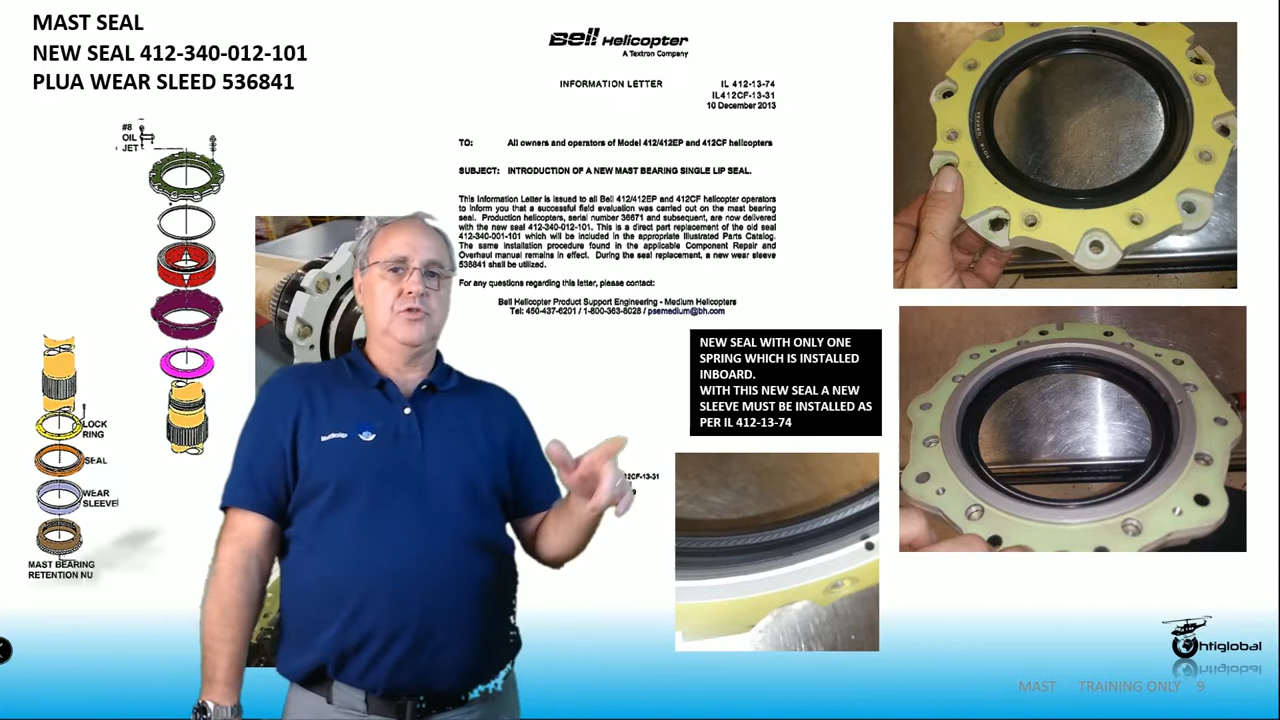 MAST SEAL
NEW SEAL 412-340-012-101
PLUA WEAR SLEED 536841
#8
OIL
JET
LOCK
RING
SEAL
WEAR
SLEEVE
MAST BEARING
RETENTION NU
Bell Helicopter
A Textron Company
INFORMATION LETTER
IL 412-13-74
IL412CF-13-31
10 December 2013
TO: All owners and operators of Model 412/412EP and 412CF helicopters
SUBJECT: INTRODUCTION OF A NEW MAST BEARING SINGLE LIP SEAL.
This Information Letter is issued to all Bell 412/412EP and 412CF helicopter operators
to inform you that a successful field evaluation was carried out on the mast bearing
seal. Production helicopters, serial number 36671 and subsequent, are now delivered
with the new seal 412-340-012-101. This is a direct part replacement of the old seal
412-340-001-101 which will be included in the appropriate Illustrated Parts Catalog.
The same installation procedure found in the applicable Component Repair and
Overhaul manual remains in effect. During the seal replacement, a new wear sleeve
536841 shall be utilized.
For any questions regarding this letter, please contact:
Bell Helicopter Product Support Engineering - Medium Helicopters
Tel: 450-437-6201 / 1-800-363-8028 / psemedium@bh.com
12CF-13-31
NEW SEAL WITH ONLY ONE
SPRING WHICH IS INSTALLED
INBOARD.
WITH THIS NEW SEAL A NEW
SLEEVE MUST BE INSTALLED AS
PER IL 412-13-74
htiglobal
MAST TRAINING ONLY 9